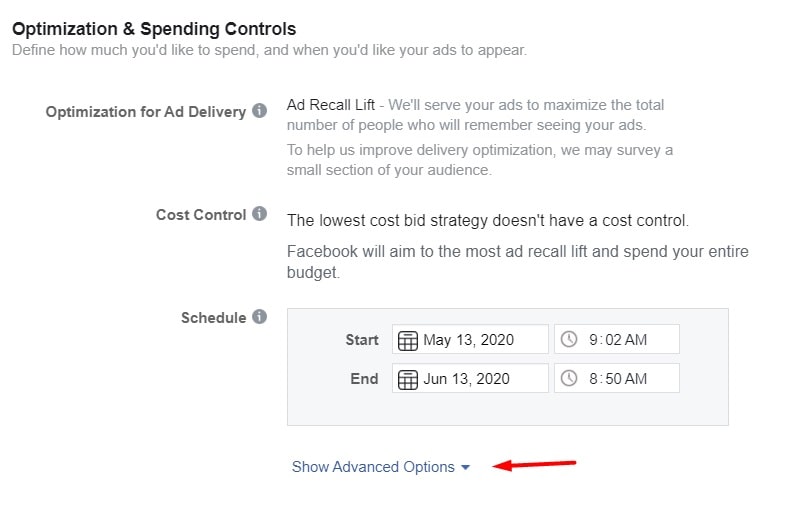 Optimization & Spending Controls
Define how much you'd like to spend, and when you'd like your ads to appear.
Optimization for Ad Delivery
Ad Recall Lift - We'll serve your ads to maximize the total
number of people who will remember seeing your ads.
To help us improve delivery optimization, we may survey a
small section of your audience.
Cost Control
The lowest cost bid strategy doesn't have a cost control.
Facebook will aim to the most ad recall lift and spend your entire
budget.
Schedule
Start May 13, 2020 9:02 AM
End Jun 13, 2020 8:50 AM
Show Advanced Options